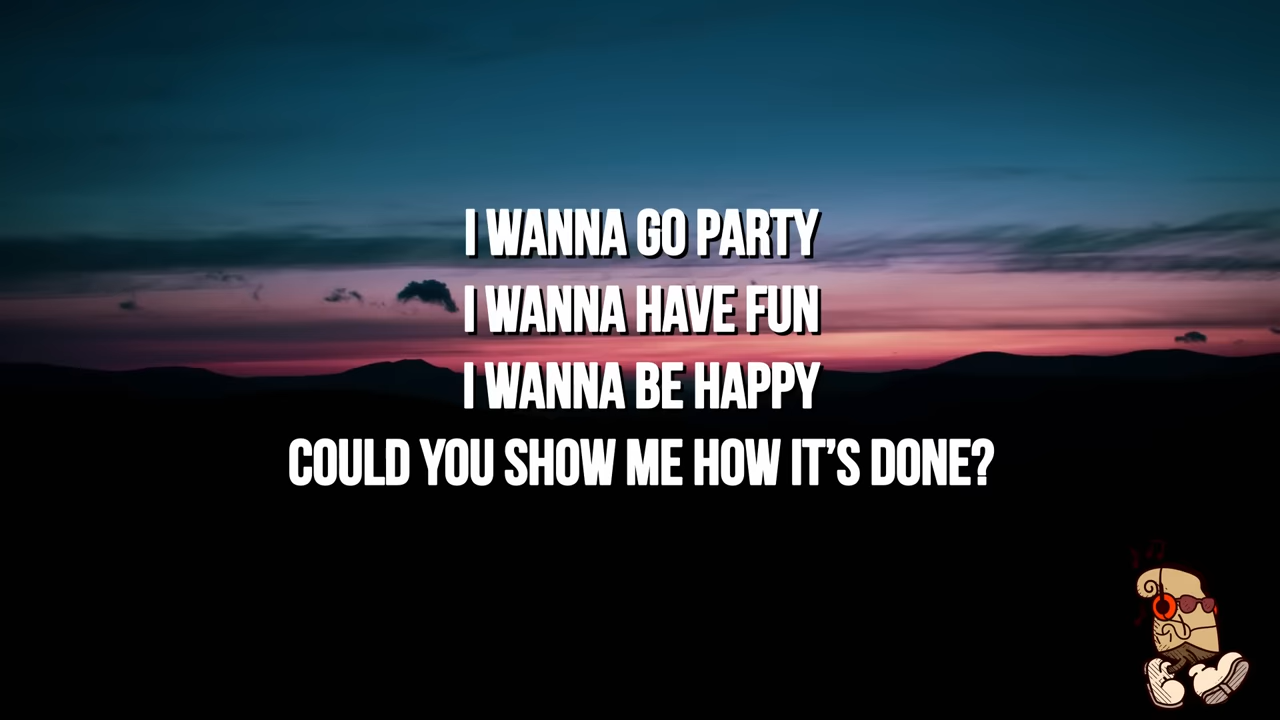 I WANNA GO PARTY
I WANNA HAVE FUN
I WANNA BE HAPPY
COULD YOU SHOW ME HOW IT’S DONE?